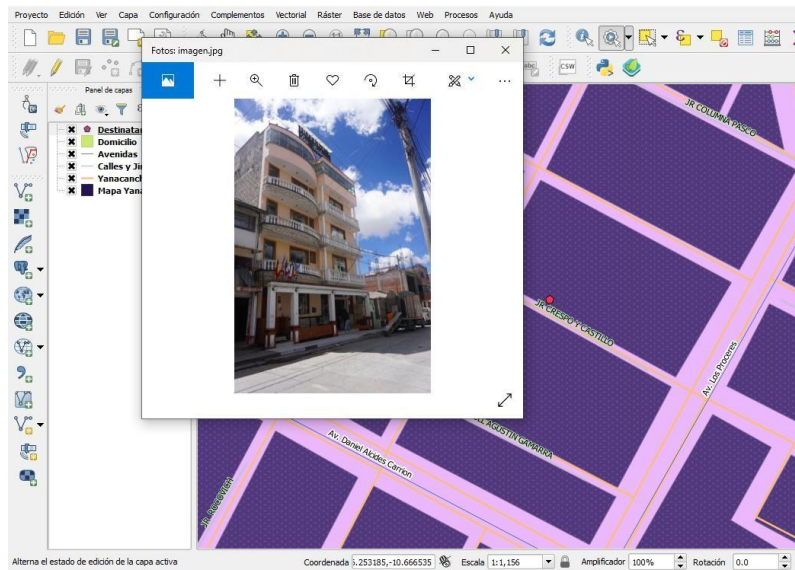 Proyecto Edición Ver Capa Configuración Complementos Vectorial Ráster Base de datos Web Procesos Ayuda
Fotos: imagen.jpg
abc
CSW
Panel de capas
Destinata
Domicilio
Avenidas
Calles y Ji
Yanacanch
Mapa Yana
JR COLUMNA PASCO
JR CRESPO Y CASTILLO
Av. Los Proceres
AGUSTIN GAMARRA
Av. Daniel Alcides Carrion
Alterna el estado de edición de la capa activa
Coordenada 5.253185,-10.666535 Escala 1:1,156 Amplificador 100% Rotación 0.0